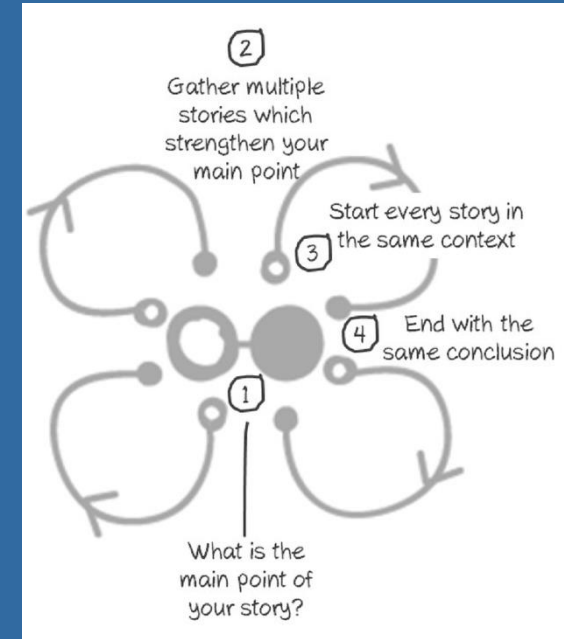 2
Gather multiple
stories which
strengthen your
main point
Start every story in
3 the same context
4 End with the
same conclusion
1
What is the
main point of
your story?